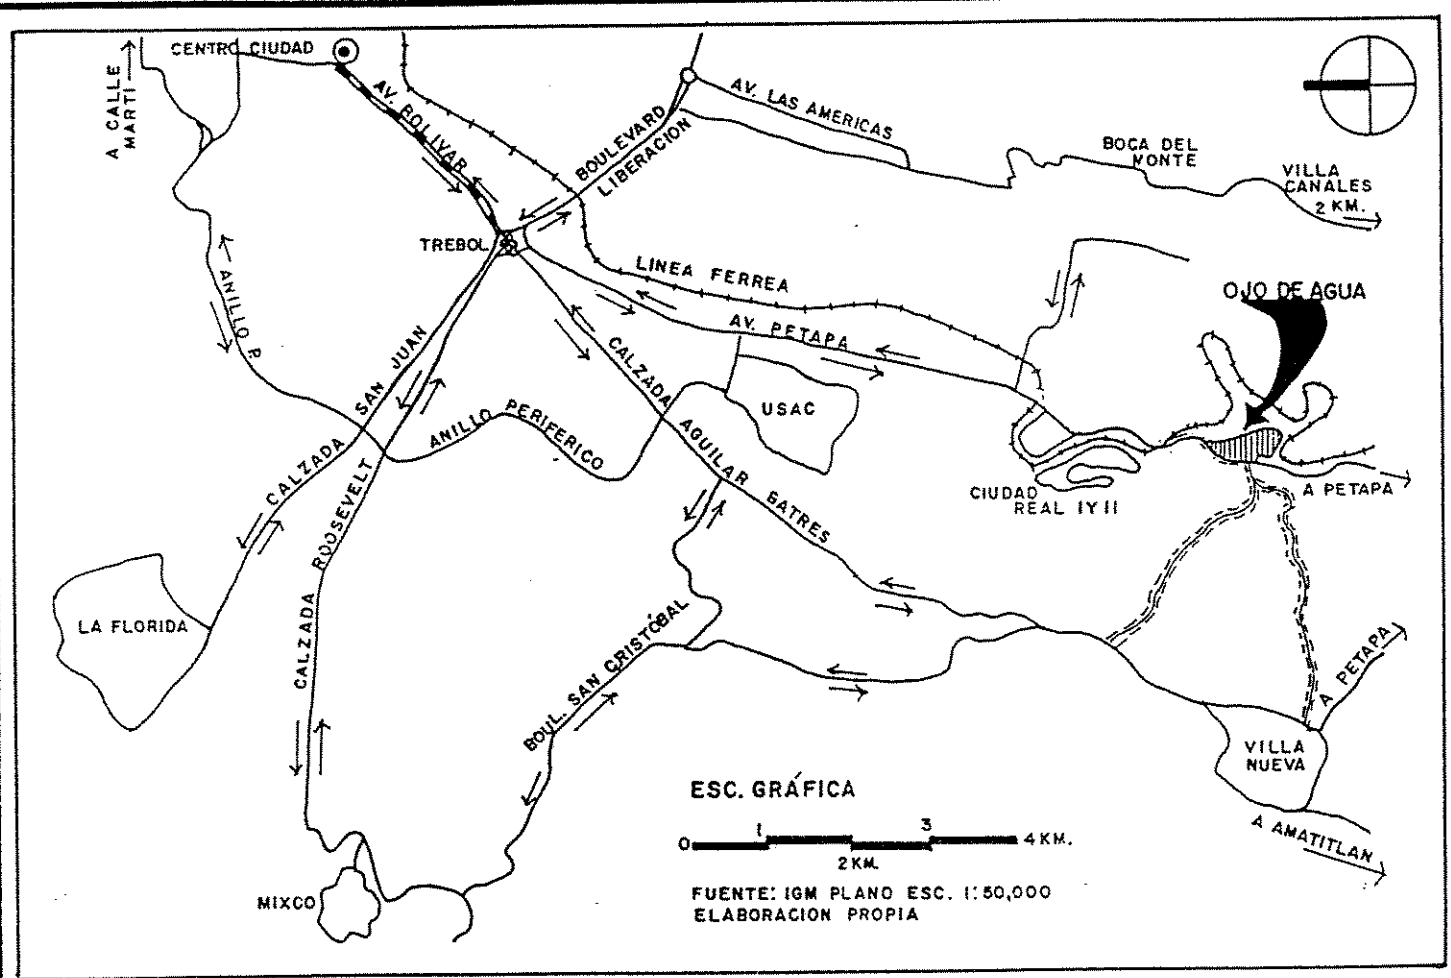 CENTRO CIUDAD
A CALLE
MARTI
AV. BOLIVAR
BOULEVARD
LIBERACION
AV. LAS AMERICAS
BOCA DEL
MONTE
VILLA
CANALES
2 KM.
TREBOL
LINEA FERREA
OJO DE AGUA
ANILLO P.
AV. PETAPA
CALZADA SAN JUAN
CALZADA AGUILAR BATRES
USAC
ANILLO PERIFERICO
CALZADA ROOSEVELT
CIUDAD
REAL I Y II
A PETAPA
LA FLORIDA
BOUL. SAN CRISTÓBAL
A PETAPA
VILLA
NUEVA
A AMATITLAN
ESC. GRÁFICA
0 1 3 4 KM.
2 KM.
MIXCO
FUENTE: IGM PLANO ESC. 1:50,000
ELABORACION PROPIA